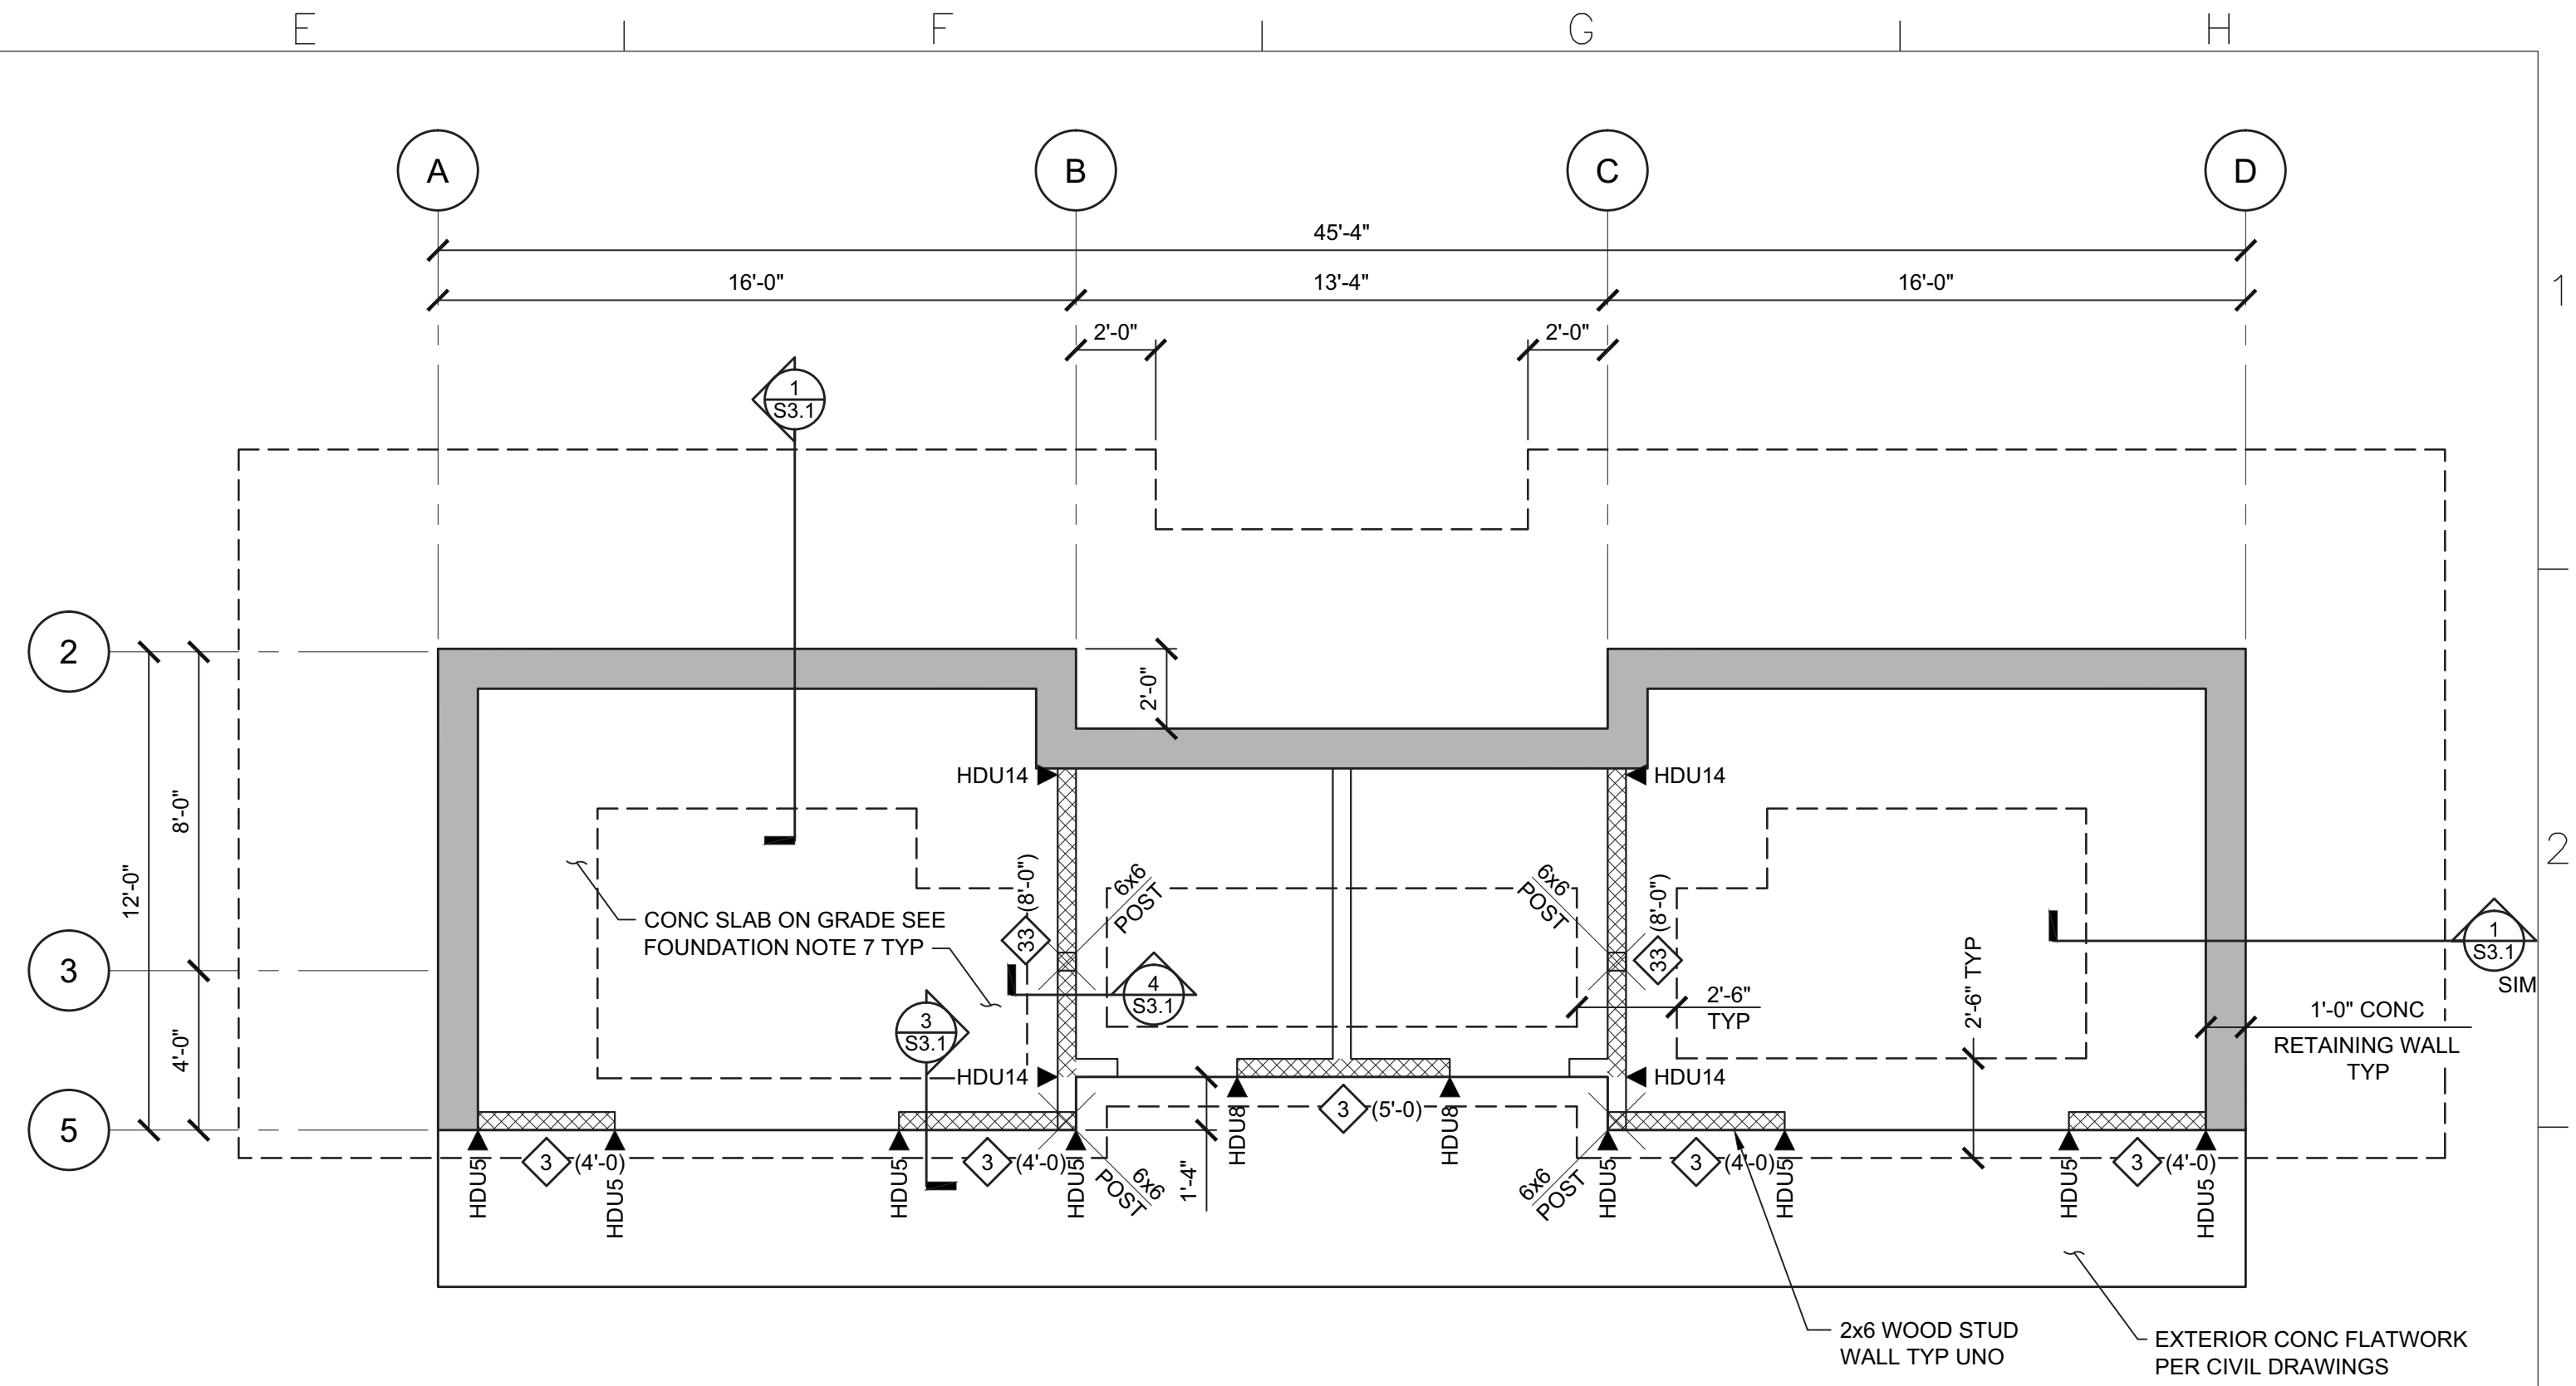 E F G H
A B C D
45'-4"
16'-0" 13'-4" 16'-0"
1
2'-0" 2'-0"
1
S3.1
2
2'-0"
HDU14 HDU14
8'-0"
12'-0"
2
(8'-0")
33
6x6
POST
6x6
POST
(8'-0")
33
CONC SLAB ON GRADE SEE
FOUNDATION NOTE 7 TYP
1
S3.1
SIM
3
4
S3.1
2'-6"
TYP
2'-6" TYP
1'-0" CONC
RETAINING WALL
TYP
3
S3.1
4'-0"
HDU14 HDU14
5
3 (5'-0)
HDU8 HDU8
3 (4'-0) 3 (4'-0) 3 (4'-0) 3 (4'-0)
HDU5 HDU5 HDU5 HDU5 HDU5 HDU5 HDU5 HDU5
6x6
POST
1'-4"
6x6
POST
2x6 WOOD STUD
WALL TYP UNO
EXTERIOR CONC FLATWORK
PER CIVIL DRAWINGS